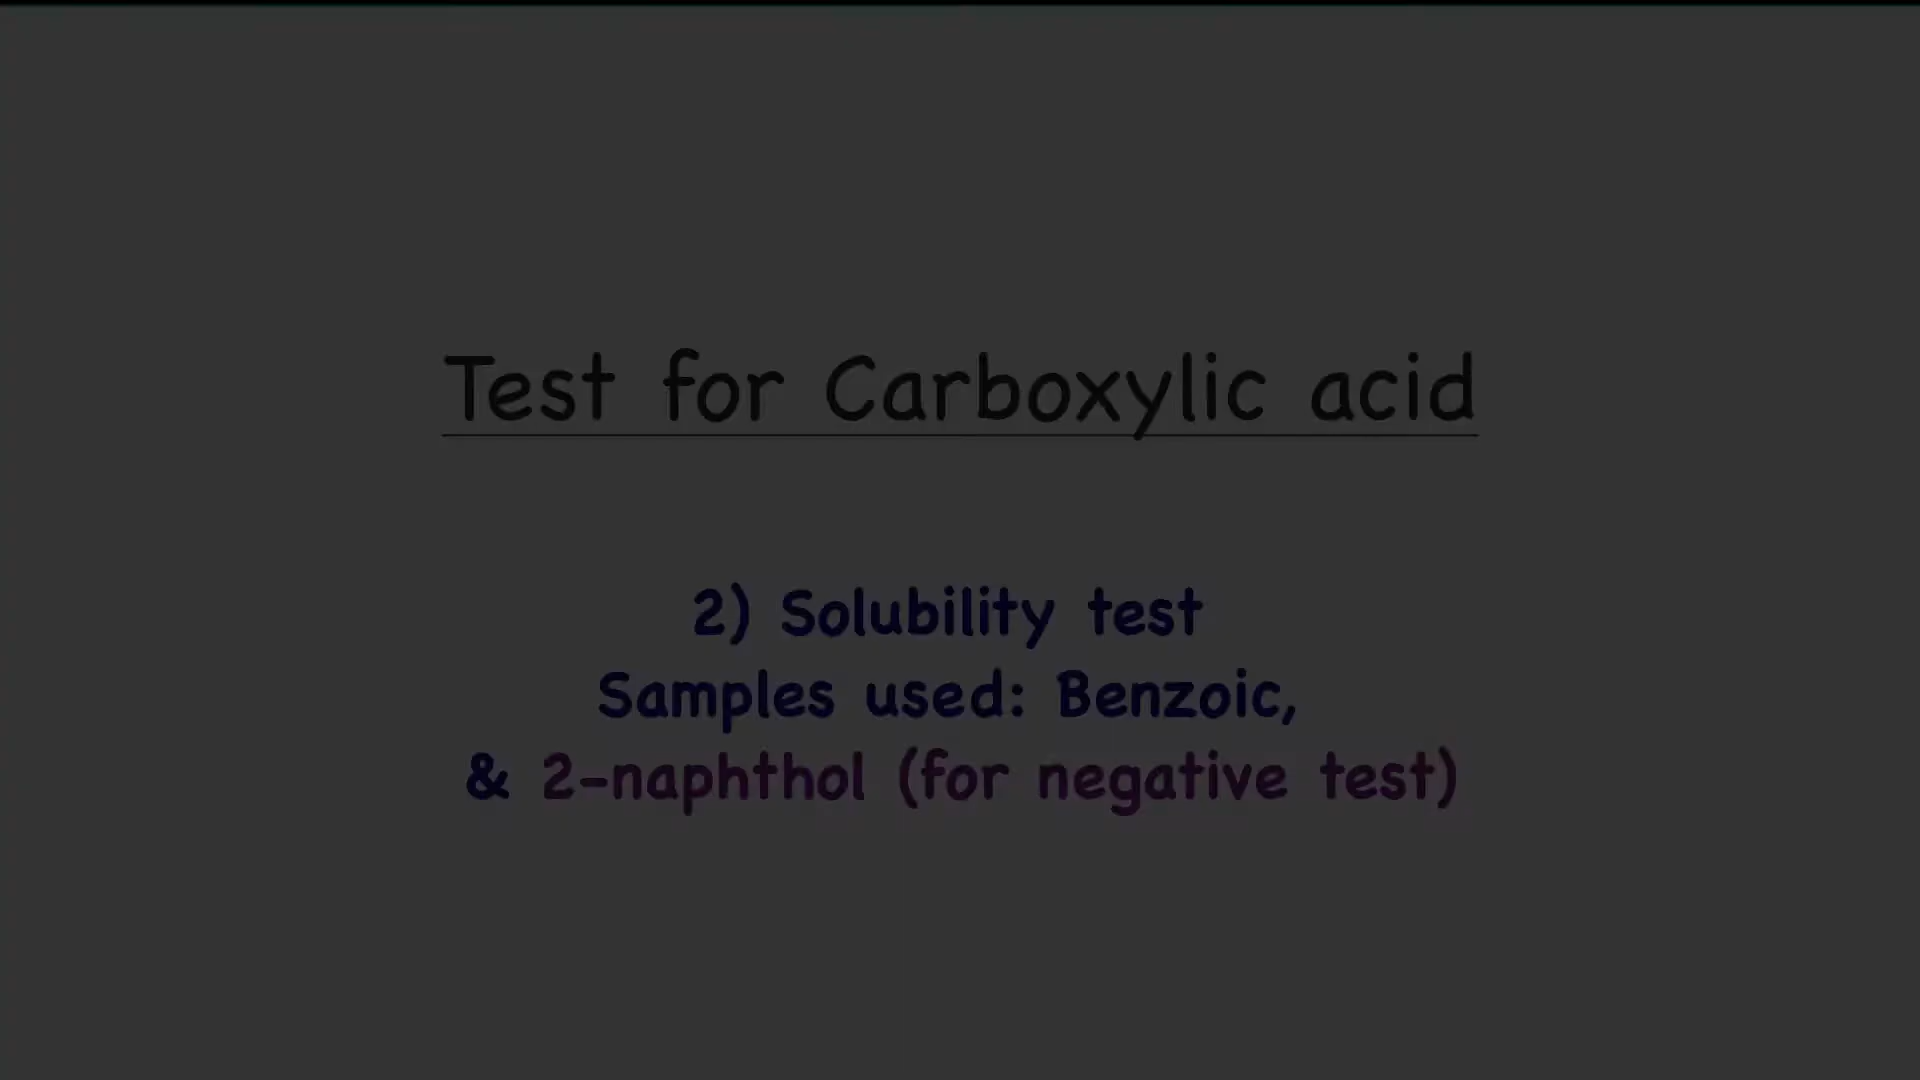 Test for Carboxylic acid
2) Solubility test
Samples used: Benzoic,
& 2-naphthol (for negative test)